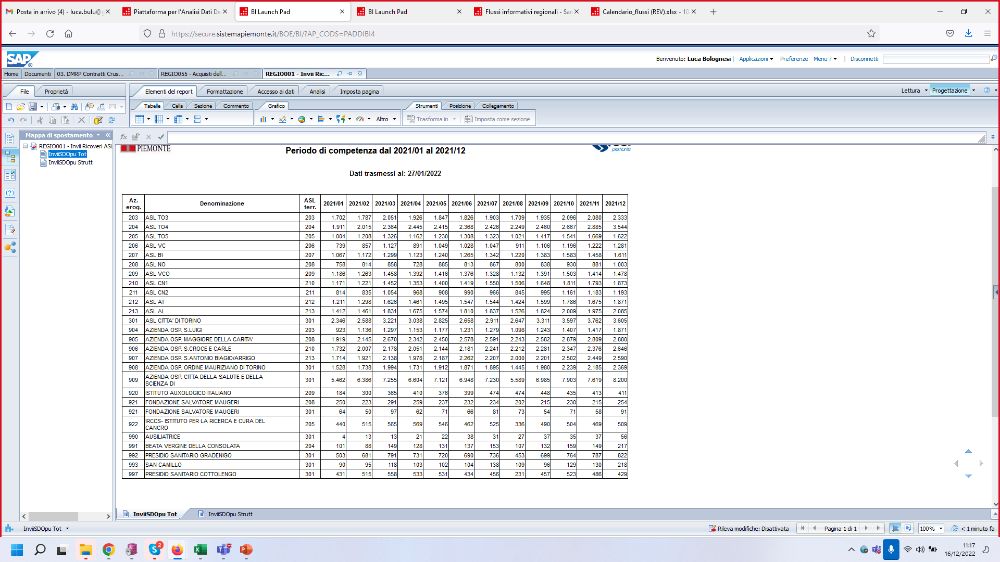 Posta in arrivo (4) - luca.bulu@g
Piattaforma per l'Analisi Dati De
BI Launch Pad
BI Launch Pad
Flussi informativi regionali - San
Calendario_flussi (REV).xlsx - 10
https://secure.sistemapiemonte.it/BOE/BI/?AP_CODS=PADDIBI4
SAP ®
Benvenuto: Luca Bolognesi | Applicazioni Preferenze Menu ? | Disconnetti
Home Documenti 03. DMRP Contratti Crus... REGIO055 - Acquisti dell... REGIO001 - Invii Ric...
File Proprietà Elementi del report Formattazione Accesso ai dati Analisi Imposta pagina Lettura Progettazione
Tabelle Cella Sezione Commento Grafico Strumenti Posizione Collegamento
Altro Trasforma in Imposta come sezione
Mappa di spostamento
REGIO001 - Invii Ricoveri ASL
InviiSDOpu Tot
InviiSDOpu Strutt
PIEMONTE
Periodo di competenza dal 2021/01 al 2021/12
piemonte
Dati trasmessi al: 27/01/2022
Az. erog. Denominazione ASL terr. 2021/01 2021/02 2021/03 2021/04 2021/05 2021/06 2021/07 2021/08 2021/09 2021/10 2021/11 2021/12
203 ASL TO3 203 1.702 1.787 2.051 1.926 1.847 1.826 1.903 1.709 1.935 2.096 2.080 2.333
204 ASL TO4 204 1.911 2.015 2.364 2.445 2.415 2.368 2.426 2.249 2.460 2.667 2.885 3.544
205 ASL TO5 205 1.004 1.208 1.326 1.162 1.230 1.308 1.323 1.021 1.417 1.541 1.669 1.622
206 ASL VC 206 739 857 1.127 891 1.049 1.028 1.047 911 1.106 1.196 1.222 1.281
207 ASL BI 207 1.067 1.172 1.299 1.123 1.240 1.265 1.342 1.220 1.383 1.583 1.458 1.611
208 ASL NO 208 758 814 858 728 885 813 867 800 838 930 881 1.003
209 ASL VCO 209 1.186 1.263 1.458 1.392 1.416 1.376 1.328 1.132 1.391 1.503 1.414 1.478
210 ASL CN1 210 1.171 1.221 1.452 1.353 1.400 1.419 1.550 1.506 1.648 1.811 1.793 1.873
211 ASL CN2 211 814 835 1.054 968 908 990 966 845 995 1.161 1.183 1.193
212 ASL AT 212 1.211 1.298 1.626 1.461 1.495 1.547 1.544 1.424 1.599 1.786 1.675 1.871
213 ASL AL 213 1.412 1.461 1.831 1.675 1.574 1.810 1.837 1.526 1.824 2.009 1.975 2.085
301 ASL CITTA' DI TORINO 301 2.346 2.588 3.221 3.038 2.825 2.658 2.911 2.647 3.311 3.597 3.762 3.605
904 AZIENDA OSP. S.LUIGI 203 923 1.136 1.297 1.153 1.177 1.231 1.279 1.098 1.243 1.407 1.417 1.871
905 AZIENDA OSP. MAGGIORE DELLA CARITA' 208 1.919 2.145 2.670 2.342 2.450 2.578 2.591 2.243 2.582 2.879 2.809 2.880
906 AZIENDA OSP. S.CROCE E CARLE 210 1.732 2.007 2.178 2.051 2.144 2.181 2.241 2.212 2.281 2.347 2.376 2.646
907 AZIENDA OSP. S.ANTONIO BIAGIO/ARRIGO 213 1.714 1.921 2.138 1.978 2.187 2.262 2.207 2.000 2.201 2.502 2.449 2.590
908 AZIENDA OSP. ORDINE MAURIZIANO DI TORINO 301 1.528 1.738 1.994 1.731 1.912 1.871 1.895 1.445 1.980 2.239 2.185 2.369
909 AZIENDA OSP. CITTA DELLA SALUTE E DELLA SCIENZA DI 301 5.462 6.386 7.255 6.604 7.121 6.948 7.230 5.589 6.985 7.903 7.619 8.200
920 ISTITUTO AUXOLOGICO ITALIANO 209 184 300 365 410 376 399 474 474 448 435 413 411
921 FONDAZIONE SALVATORE MAUGERI 208 250 223 291 259 237 232 234 202 215 230 215 254
921 FONDAZIONE SALVATORE MAUGERI 301 64 50 97 62 71 66 81 73 54 71 58 91
922 IRCCS- ISTITUTO PER LA RICERCA E CURA DEL CANCRO 205 440 515 565 569 546 462 525 336 490 504 469 509
990 AUSILIATRICE 301 4 13 13 21 22 38 31 27 37 35 37 56
991 BEATA VERGINE DELLA CONSOLATA 204 101 88 149 128 131 137 153 107 132 159 149 217
992 PRESIDIO SANITARIO GRADENIGO 301 503 681 791 731 720 690 736 453 699 764 787 822
993 SAN CAMILLO 301 90 95 118 103 102 104 138 109 96 129 130 218
997 PRESIDIO SANITARIO COTTOLENGO 301 431 515 558 533 531 434 456 231 457 523 486 429
InviiSDOpu Tot InviiSDOpu Strutt
InviiSDOpu Tot Rileva modifiche: Disattivata Pagina 1 di 1 100% < 1 minuto fa
2
11:17
16/12/2022